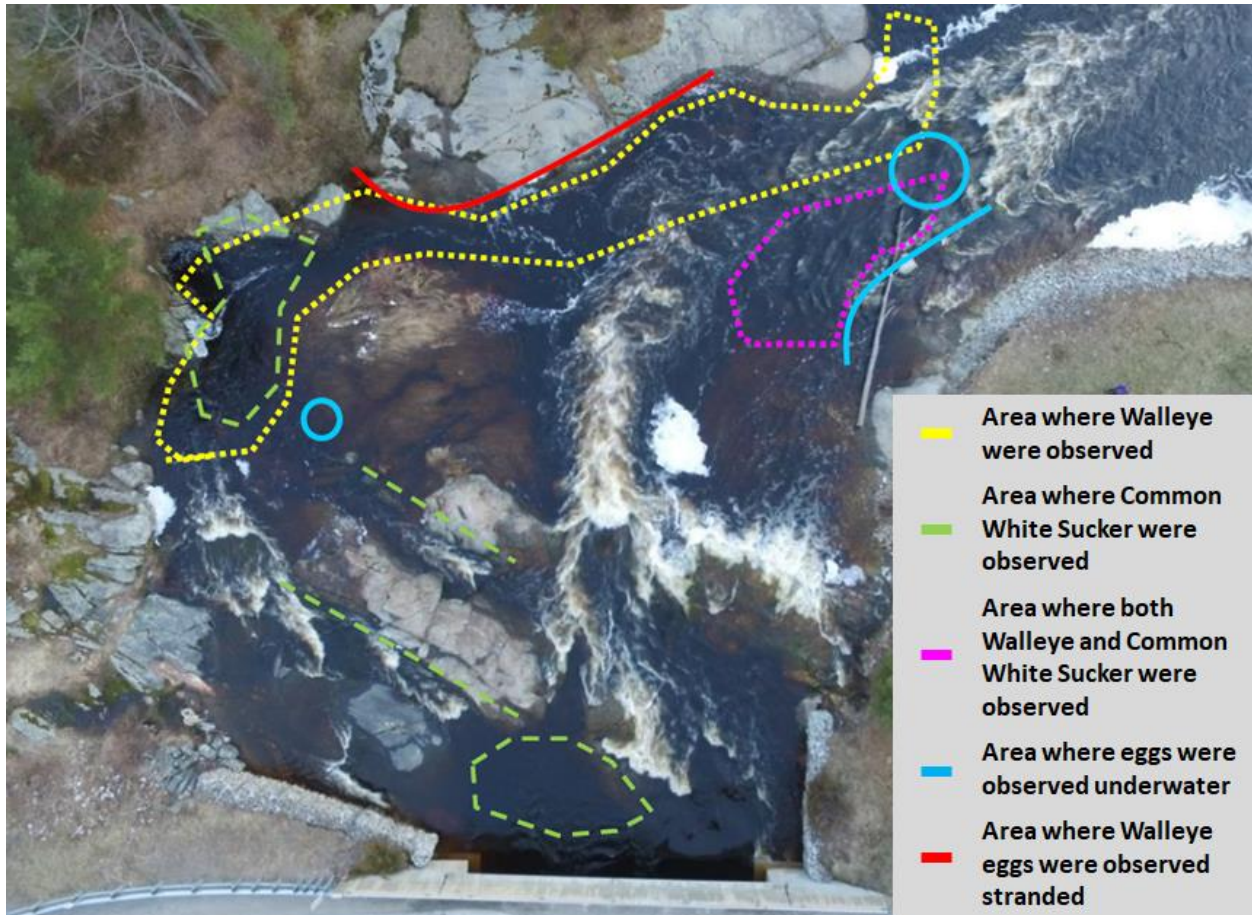 Area where Walleye
were observed
Area where Common
White Sucker were
observed
Area where both
Walleye and Common
White Sucker were
observed
Area where eggs were
observed underwater
Area where Walleye
eggs were observed
stranded